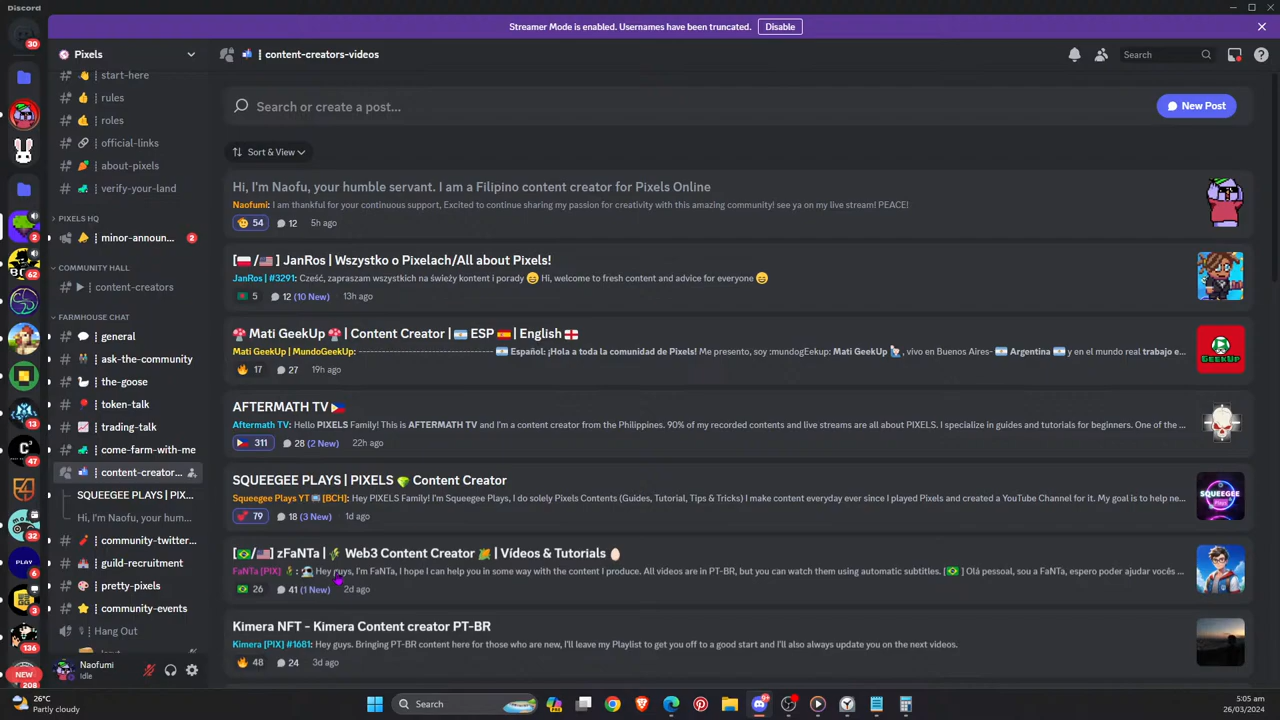 Discord
Streamer Mode is enabled. Usernames have been truncated. Disable
30
Pixels
content-creators-videos
Search
start-here
rules
roles
official-links
about-pixels
verify-your-land
PIXELS HQ
minor-announ... 2
COMMUNITY HALL
content-creators
FARMHOUSE CHAT
general
ask-the-community
the-goose
token-talk
trading-talk
come-farm-with-me
content-creator...
SQUEEGEE PLAYS | PIX...
Hi, I'm Naofu, your hum...
community-twitter...
guild-recruitment
pretty-pixels
community-events
Hang Out
Naofumi
Idle
2
62
13
47
32
PLAY
3
136
NEW
208
Search or create a post...
New Post
Sort & View
Hi, I'm Naofu, your humble servant. I am a Filipino content creator for Pixels Online
Naofumi: I am thankful for your continuous support, Excited to continue sharing my passion for creativity with this amazing community! see ya on my live stream! PEACE!
54 12 5h ago
[🇵🇱/🇺🇸] JanRos | Wszystko o Pixelach/All about Pixels!
JanRos | #3291: Cześć, zapraszam wszystkich na świeży kontent i porady 😄 Hi, welcome to fresh content and advice for everyone 😄
5 12 (10 New) 13h ago
🍄 Mati GeekUp 🍄 | Content Creator | 🇦🇷 ESP 🇪🇸 | English 🏴󠁧󠁢󠁥󠁮󠁧󠁿
Mati GeekUp | MundoGeekUp: ---------------------------------------------- 🇦🇷 Español: ¡Hola a toda la comunidad de Pixels! Me presento, soy :mundogEekup: Mati GeekUp, vivo en Buenos Aires- 🇦🇷 Argentina 🇦🇷 y en el mundo real trabajo e...
17 27 19h ago
GEEKUP
AFTERMATH TV 🇵🇭
Aftermath TV: Hello PIXELS Family! This is AFTERMATH TV and I'm a content creator from the Philippines. 90% of my recorded contents and live streams are all about PIXELS. I specialize in guides and tutorials for beginners. One of the ...
311 28 (2 New) 22h ago
SQUEEGEE PLAYS | PIXELS Content Creator
Squeegee Plays YT [BCH]: Hey PIXELS Family! I'm Squeegee Plays, I do solely Pixels Contents (Guides, Tutorial, Tips & Tricks) I make content everyday ever since I played Pixels and created a YouTube Channel for it. My goal is to help ne...
79 18 (3 New) 1d ago
SQUEEGEE
[🇧🇷/🇺🇸] zFaNTa | Web3 Content Creator 🌽 | Vídeos & Tutorials 🥚
FaNTa [PIX] : Hey guys, I'm FaNTa, I hope I can help you in some way with the content I produce. All videos are in PT-BR, but you can watch them using automatic subtitles. [🇧🇷] Olá pessoal, sou a FaNTa, espero poder ajudar vocês ...
26 41 (1 New) 2d ago
Kimera NFT - Kimera Content creator PT-BR
Kimera [PIX] #1681: Hey guys. Bringing PT-BR content here for those who are new, I'll leave my Playlist to get you off to a good start and I'll also always update you on the next videos.
48 24 3d ago
26°C
Partly cloudy
Search
5:05 am
26/03/2024